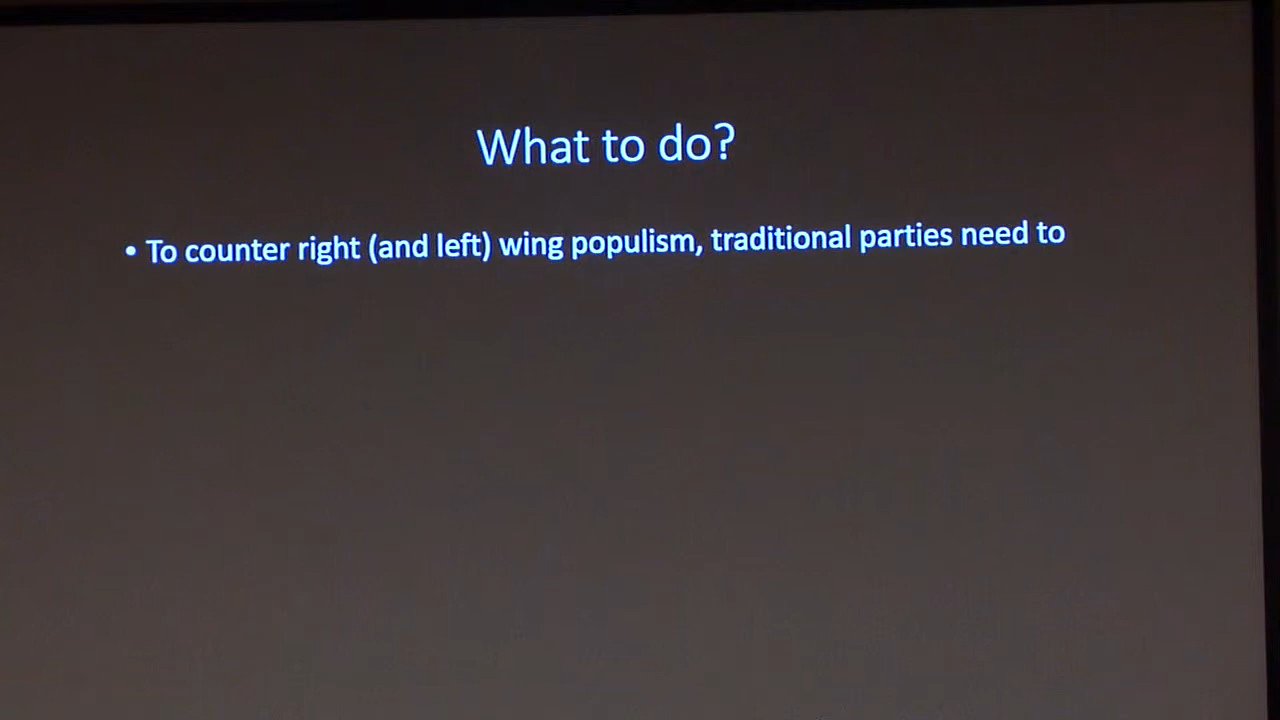 What to do?
• To counter right (and left) wing populism, traditional parties need to